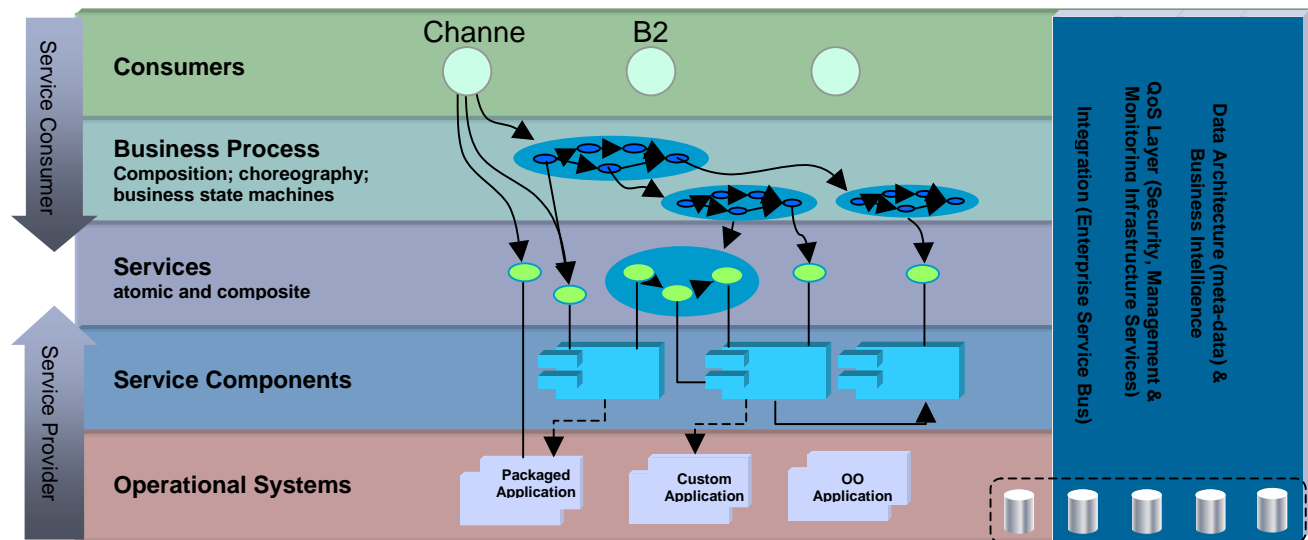 Channe
B2
Consumers
Service Consumer
Business Process
Composition; choreography;
business state machines
Services
atomic and composite
Service Provider
Service Components
Operational Systems
Packaged
Application
Custom
Application
OO
Application
Integration (Enterprise Service Bus)
QoS Layer (Security, Management &
Monitoring Infrastructure Services)
Data Architecture (meta-data) &
Business Intelligence